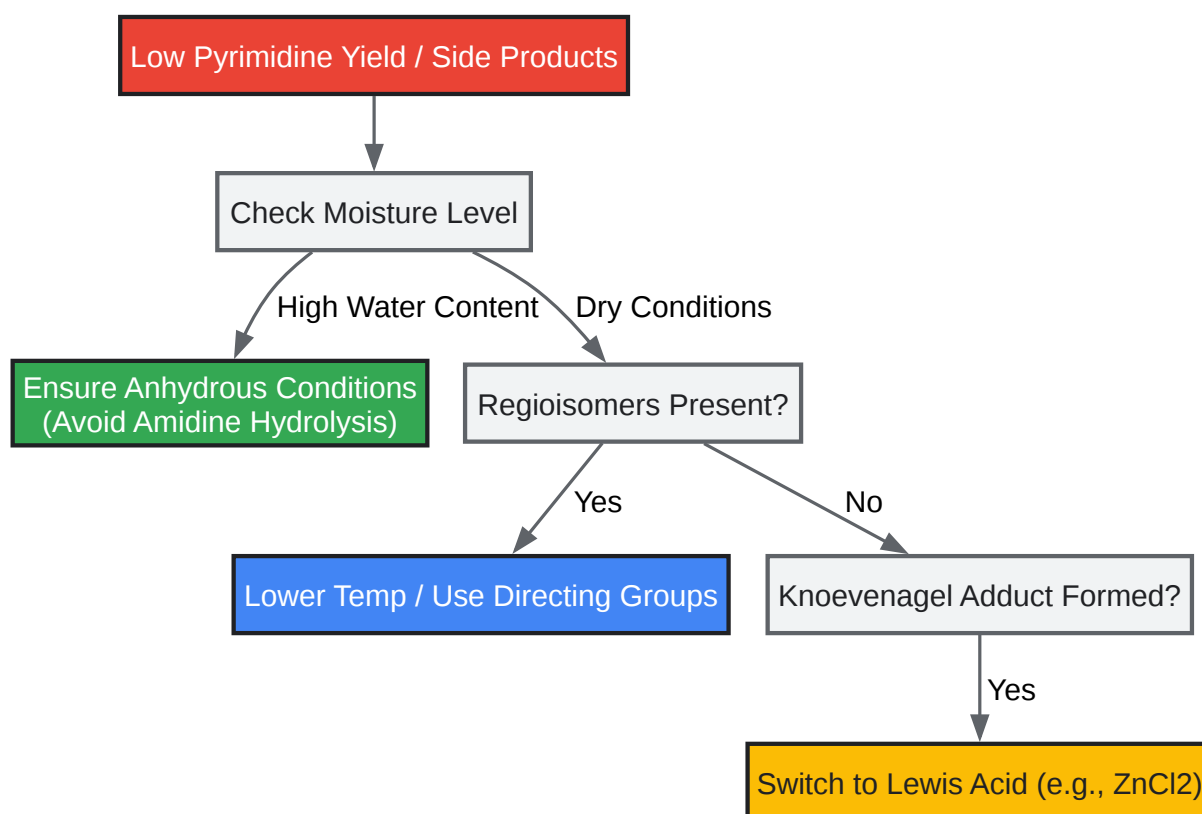 Low Pyrimidine Yield / Side Products
Check Moisture Level
High Water Content
Dry Conditions
Ensure Anhydrous Conditions
(Avoid Amidine Hydrolysis)
Regioisomers Present?
Yes
No
Lower Temp / Use Directing Groups
Knoevenagel Adduct Formed?
Yes
Switch to Lewis Acid (e.g., ZnCl2)